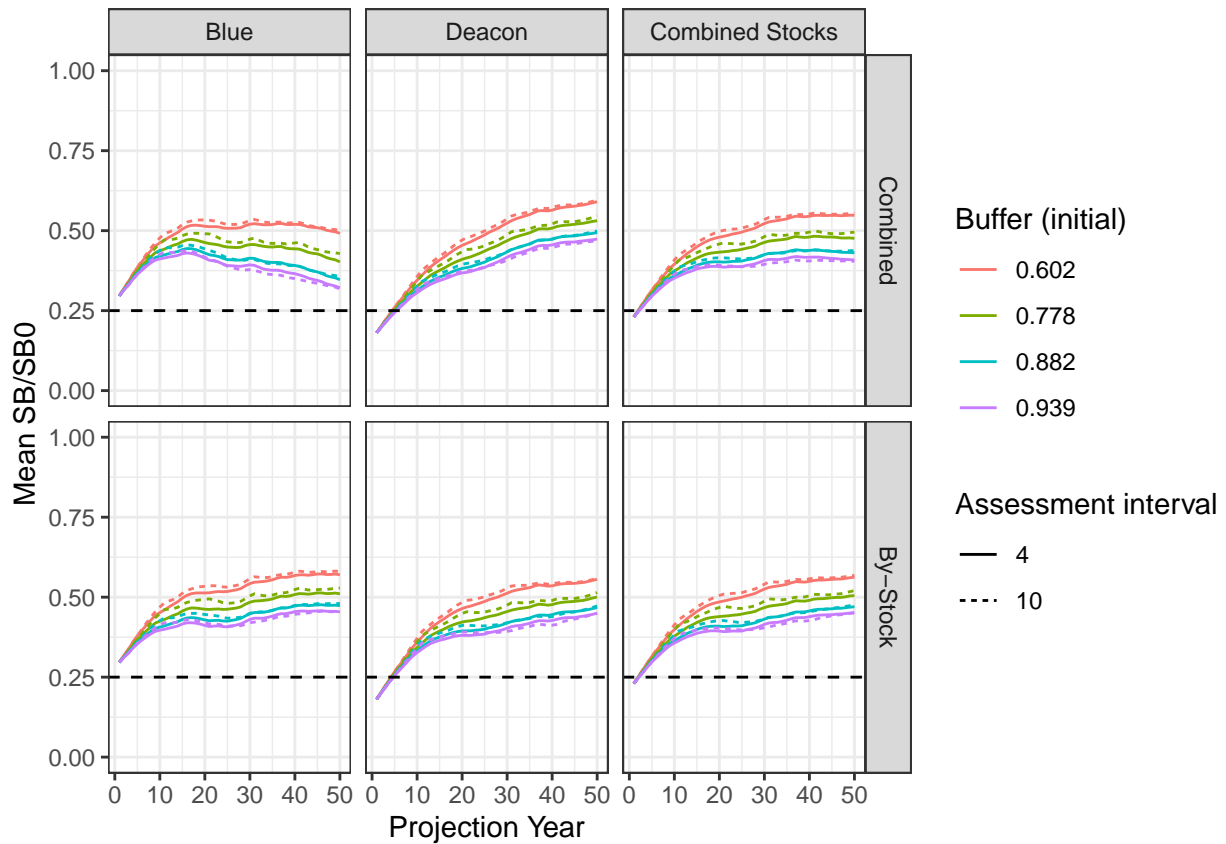 Blue
Deacon
Combined Stocks
1.00
0.75
0.50
0.25
0.00
Combined
1.00
0.75
0.50
0.25
0.00
By−Stock
0 10 20 30 40 50
0 10 20 30 40 50
0 10 20 30 40 50
Projection Year
Mean SB/SB0
Buffer (initial)
0.602
0.778
0.882
0.939
Assessment interval
4
10